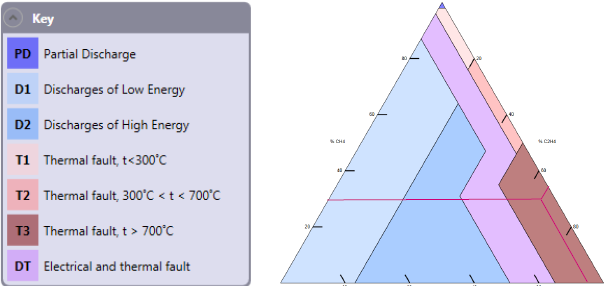 Key
PD Partial Discharge
D1 Discharges of Low Energy
D2 Discharges of High Energy
T1 Thermal fault, t<300°C
T2 Thermal fault, 300°C < t < 700°C
T3 Thermal fault, t > 700°C
DT Electrical and thermal fault
80
20
60
40
% CH4
% C2H4
40
60
20
80